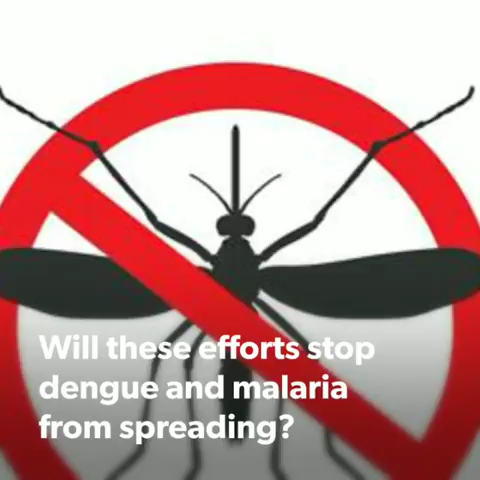 Will these efforts stop
dengue and malaria
from spreading?